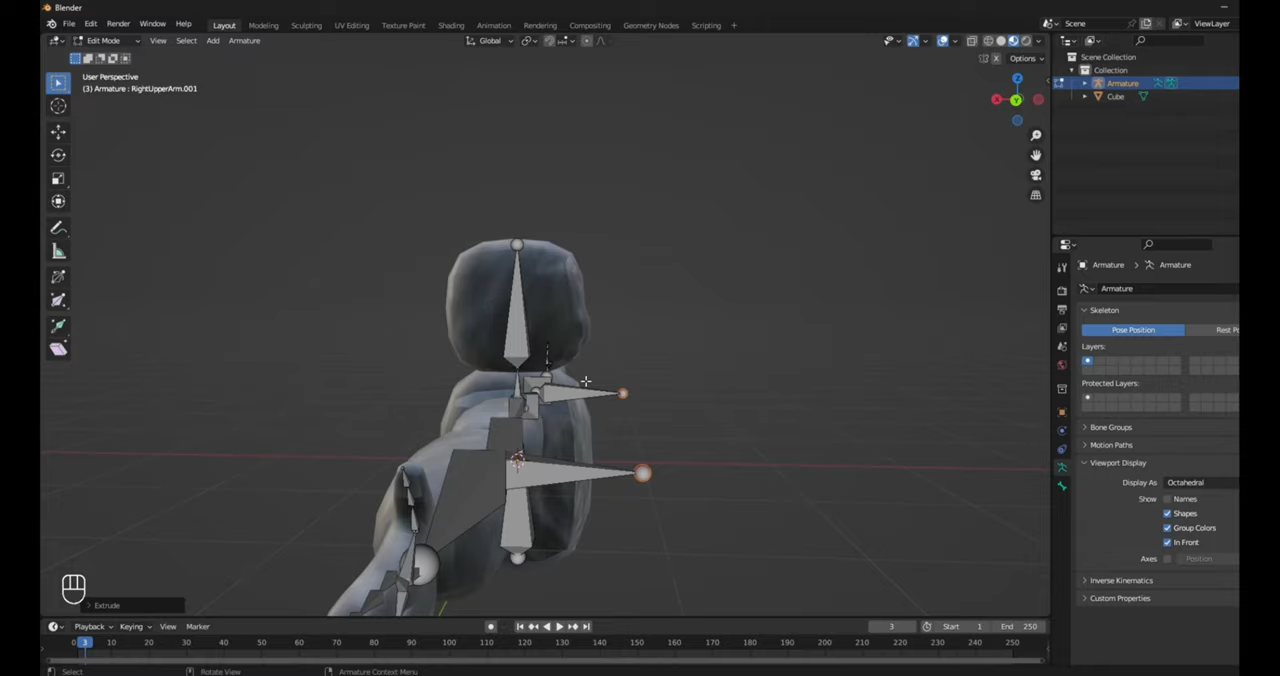 Blender
File Edit Render Window Help
Layout Modeling Sculpting UV Editing Texture Paint Shading Animation Rendering Compositing Geometry Nodes Scripting +
Scene
ViewLayer
Edit Mode View Select Add Armature
Global
Options
User Perspective
(3) Armature : RightUpperArm.001
Z
X
Y
Scene Collection
Collection
Armature
Cube
Armature > Armature
Armature
Skeleton
Pose Position
Rest Po
Layers:
Protected Layers:
Bone Groups
Motion Paths
Viewport Display
Display As Octahedral
Show Names
Shapes
Group Colors
In Front
Axes Position
Inverse Kinematics
Custom Properties
> Extrude
Playback Keying View Marker
3 Start 1 End 250
0 3 10 20 30 40 50 60 70 80 90 100 110 120 130 140 150 160 170 180 190 200 210 220 230 240 250
Select Rotate View Armature Context Menu